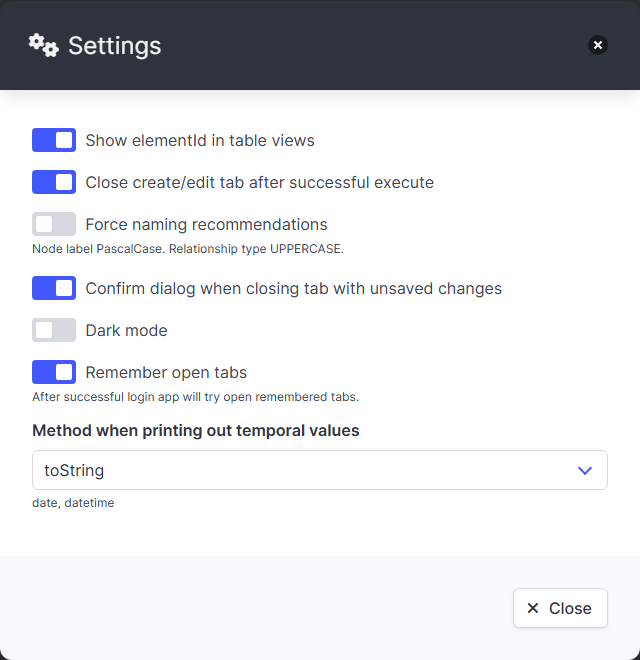 Settings
Show elementId in table views
Close create/edit tab after successful execute
Force naming recommendations
Node label PascalCase. Relationship type UPPERCASE.
Confirm dialog when closing tab with unsaved changes
Dark mode
Remember open tabs
After successful login app will try open remembered tabs.
Method when printing out temporal values
toString
date, datetime
Close